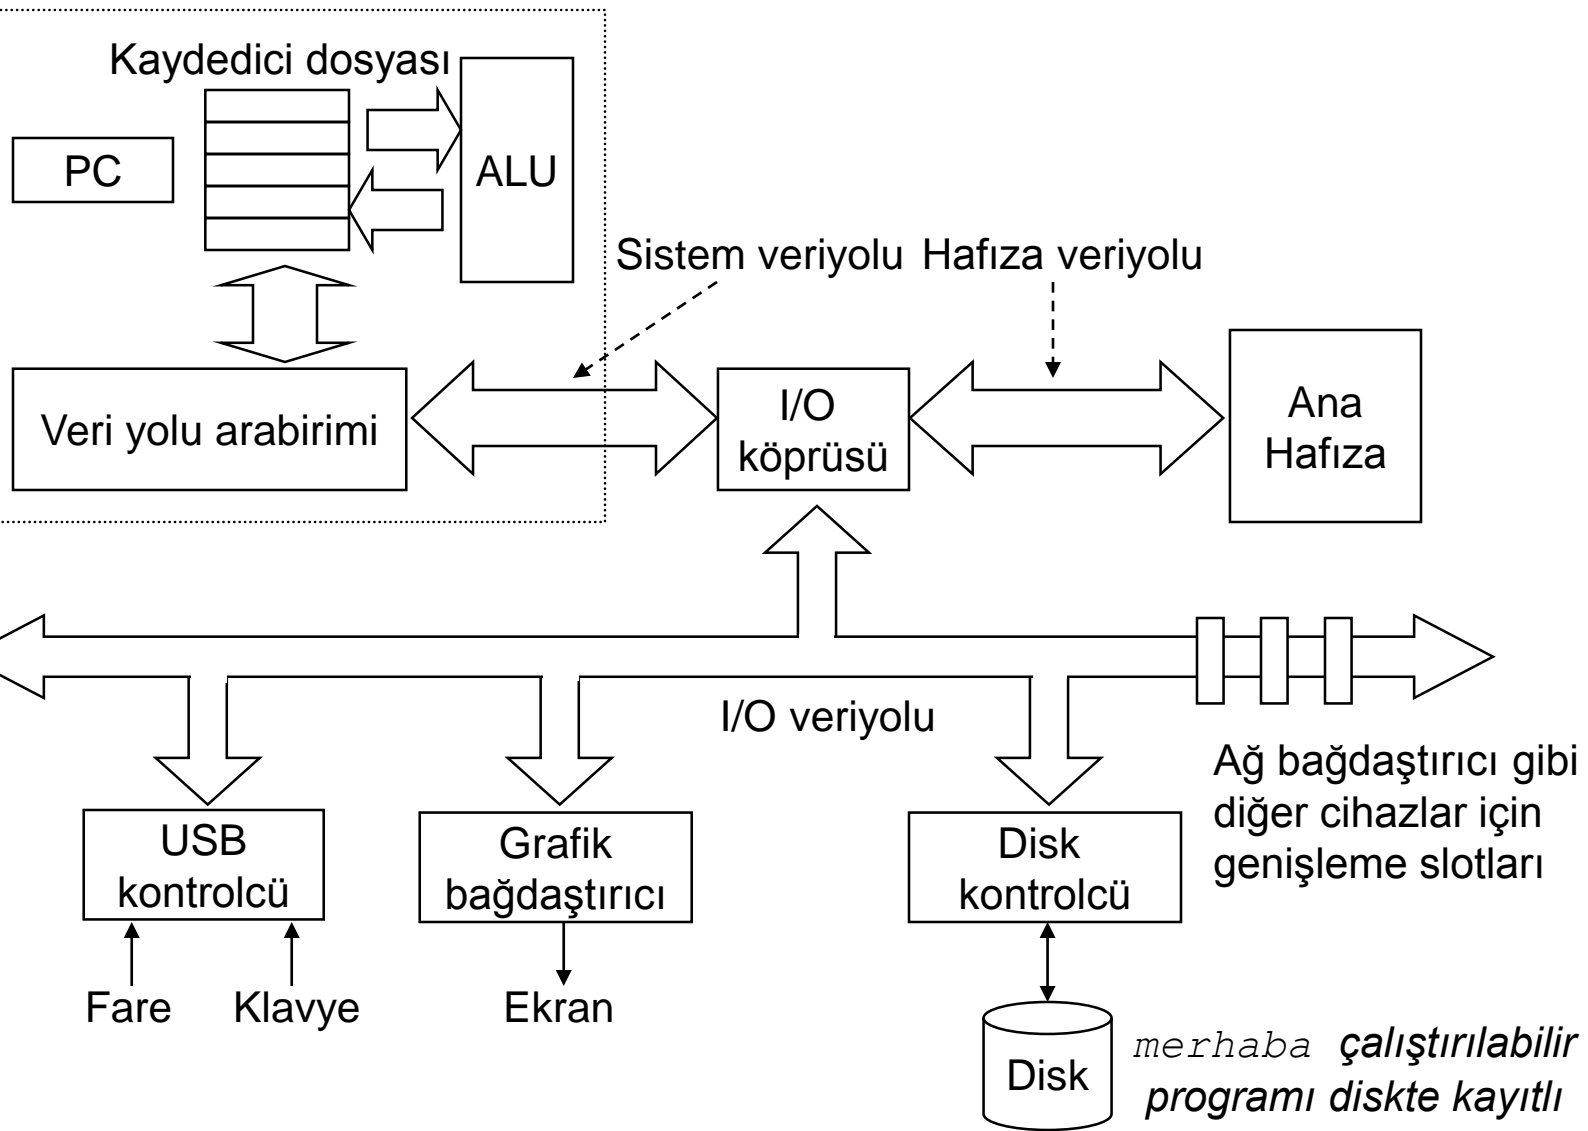 Kaydedici dosyası
PC
ALU
Sistem veriyolu
Hafıza veriyolu
Veri yolu arabirimi
I/O
köprüsü
Ana
Hafıza
I/O veriyolu
Ağ bağdaştırıcı gibi
diğer cihazlar için
genişleme slotları
USB
kontrolcü
Grafik
bağdaştırıcı
Disk
kontrolcü
Fare
Klavye
Ekran
Disk
merhaba çalıştırılabilir
programı diskte kayıtlı